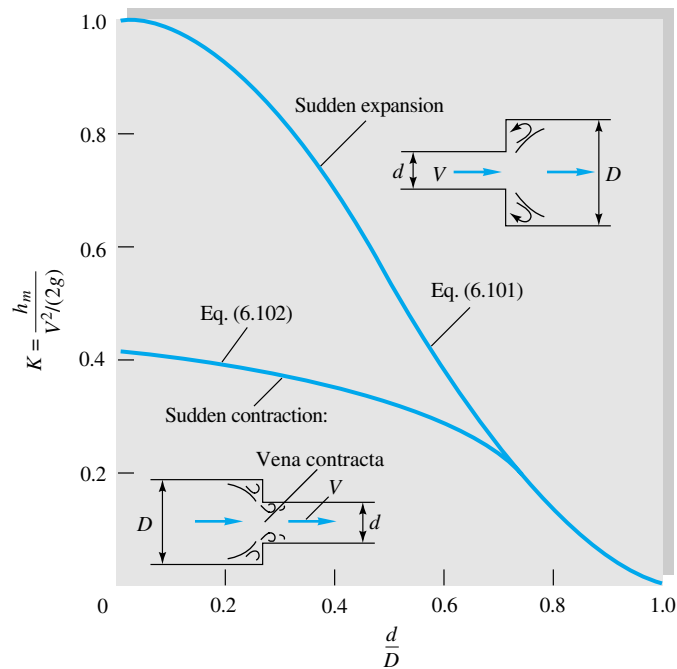 1.0
0.8
0.6
0.4
0.2
K = h_m / V²/(2g)
Sudden expansion
d
V
D
Eq. (6.101)
Eq. (6.102)
Sudden contraction:
Vena contracta
V
D
d
0
0.2
0.4
0.6
0.8
1.0
d
D